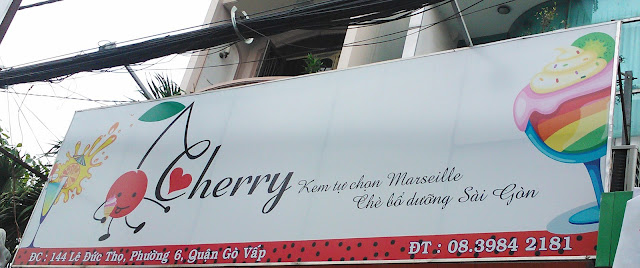 Cherry
Kem tự chọn Marseille
Chè bổ dưỡng Sài Gòn
ĐC : 144 Lê Đức Thọ, Phường 6, Quận Gò Vấp
ĐT : 08.3984 2181